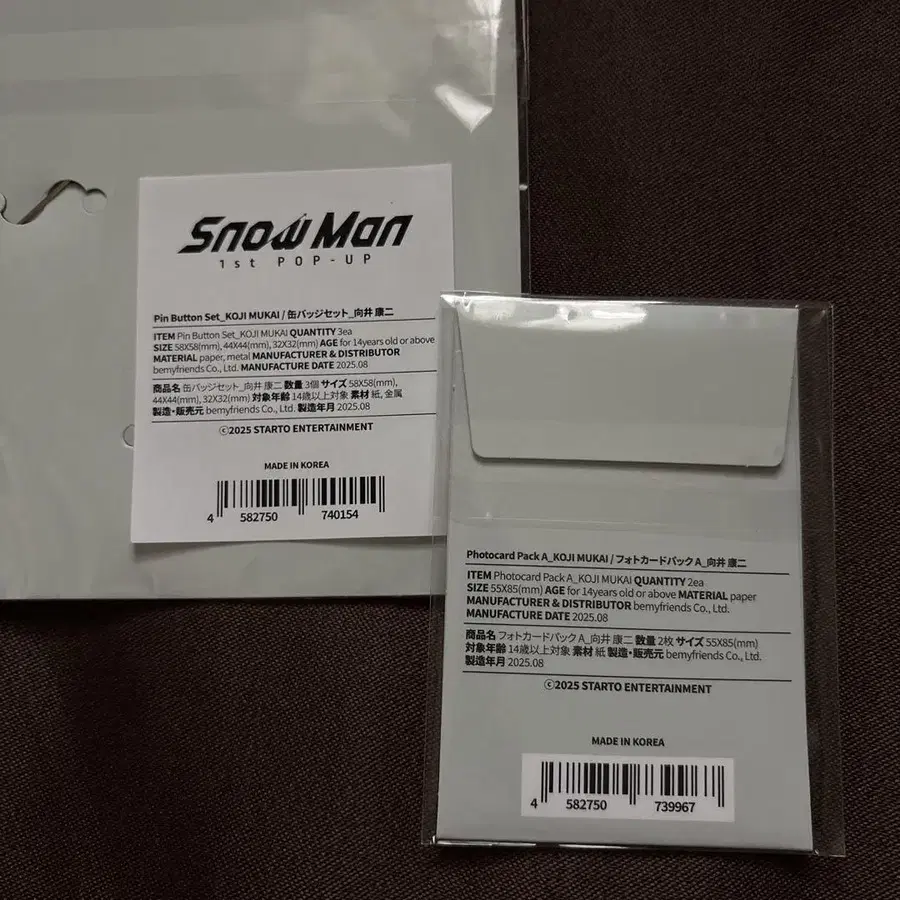 Snow Man
1st POP-UP
Pin Button Set_KOJI MUKAI / 缶バッジセット_向井 康二
ITEM Pin Button Set_KOJI MUKAI QUANTITY 3ea
SIZE 58X58(mm), 44X44(mm), 32X32(mm) AGE for 14years old or above
MATERIAL paper, metal MANUFACTURER & DISTRIBUTOR
bemyfriends Co., Ltd. MANUFACTURE DATE 2025.08
商品名 缶バッジセット_向井 康二 数量 3個 サイズ 58X58(mm),
44X44(mm), 32X32(mm) 対象年齢 14歳以上対象 素材 紙, 金属
製造・販売元 bemyfriends Co., Ltd. 製造年月 2025.08
©2025 STARTO ENTERTAINMENT
MADE IN KOREA
4 582750 740154
Photocard Pack A_KOJI MUKAI / フォトカードパック A_向井 康二
ITEM Photocard Pack A_KOJI MUKAI QUANTITY 2ea
SIZE 55X85(mm) AGE for 14years old or above MATERIAL paper
MANUFACTURER & DISTRIBUTOR bemyfriends Co., Ltd.
MANUFACTURE DATE 2025.08
商品名 フォトカードパック A_向井 康二 数量 2枚 サイズ 55X85(mm)
対象年齢 14歳以上対象 素材 紙 製造・販売元 bemyfriends Co., Ltd.
製造年月 2025.08
©2025 STARTO ENTERTAINMENT
MADE IN KOREA
4 582750 739967